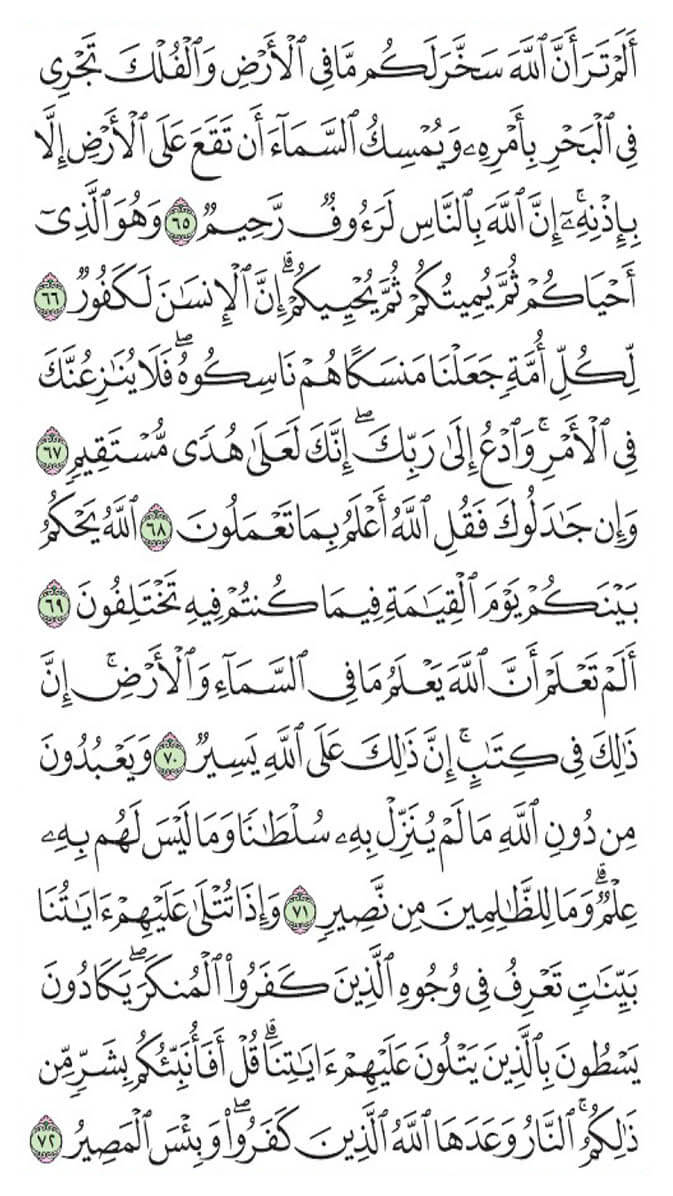 أَلَمْ تَرَ أَنَّ ٱللَّهَ سَخَّرَ لَكُم مَّا فِى ٱلْأَرْضِ وَٱلْفُلْكَ تَجْرِى
فِى ٱلْبَحْرِ بِأَمْرِهِۦ وَيُمْسِكُ ٱلسَّمَآءَ أَن تَقَعَ عَلَى ٱلْأَرْضِ إِلَّا
بِإِذْنِهِۦٓ ۗ إِنَّ ٱللَّهَ بِٱلنَّاسِ لَرَءُوفٌ رَّحِيمٌ ٦٥ وَهُوَ ٱلَّذِىٓ
أَحْيَاكُمْ ثُمَّ يُمِيتُكُمْ ثُمَّ يُحْيِيكُمْ ۗ إِنَّ ٱلْإِنسَٰنَ لَكَفُورٌ ٦٦
لِّكُلِّ أُمَّةٍ جَعَلْنَا مَنسَكًا هُمْ نَاسِكُوهُ ۖ فَلَا يُنَٰزِعُنَّكَ
فِى ٱلْأَمْرِ ۚ وَٱدْعُ إِلَىٰ رَبِّكَ ۖ إِنَّكَ لَعَلَىٰ هُدًى مُّسْتَقِيمٍ ٦٧
وَإِن جَٰدَلُوكَ فَقُلِ ٱللَّهُ أَعْلَمُ بِمَا تَعْمَلُونَ ٦٨ ٱللَّهُ يَحْكُمُ
بَيْنَكُمْ يَوْمَ ٱلْقِيَٰمَةِ فِيمَا كُنتُمْ فِيهِ تَخْتَلِفُونَ ٦٩
أَلَمْ تَعْلَمْ أَنَّ ٱللَّهَ يَعْلَمُ مَا فِى ٱلسَّمَآءِ وَٱلْأَرْضِ ۗ إِنَّ
ذَٰلِكَ فِى كِتَٰبٍ ۚ إِنَّ ذَٰلِكَ عَلَى ٱللَّهِ يَسِيرٌ ٧٠ وَيَعْبُدُونَ
مِن دُونِ ٱللَّهِ مَا لَمْ يُنَزِّلْ بِهِۦ سُلْطَٰنًا وَمَا لَيْسَ لَهُم بِهِۦ
عِلْمٌ ۗ وَمَا لِلظَّٰلِمِينَ مِن نَّصِيرٍ ٧١ وَإِذَا تُتْلَىٰ عَلَيْهِمْ ءَايَٰتُنَا
بَيِّنَٰتٍ تَعْرِفُ فِى وُجُوهِ ٱلَّذِينَ كَفَرُوا۟ ٱلْمُنكَرَ ۖ يَكَادُونَ
يَسْطُونَ بِٱلَّذِينَ يَتْلُونَ عَلَيْهِمْ ءَايَٰتِنَا ۗ قُلْ أَفَأُنَبِّئُكُم بِشَرٍّ مِّن
ذَٰلِكُمُ ۗ ٱلنَّارُ وَعَدَهَا ٱللَّهُ ٱلَّذِينَ كَفَرُوا۟ ۖ وَبِئْسَ ٱلْمَصِيرُ ٧٢